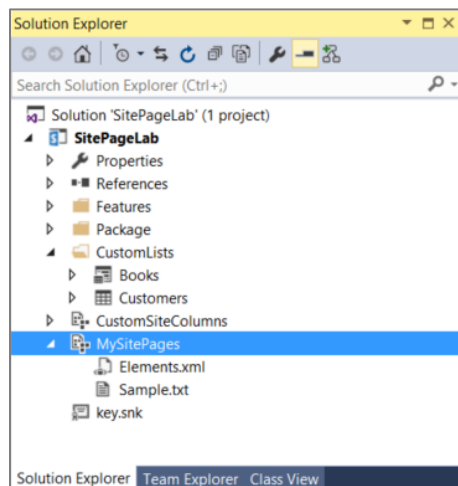 Solution Explorer
Search Solution Explorer (Ctrl+;)
Solution 'SitePageLab' (1 project)
SitePageLab
Properties
References
Features
Package
CustomLists
Books
Customers
CustomSiteColumns
MySitePages
Elements.xml
Sample.txt
key.snk
Solution Explorer Team Explorer Class View